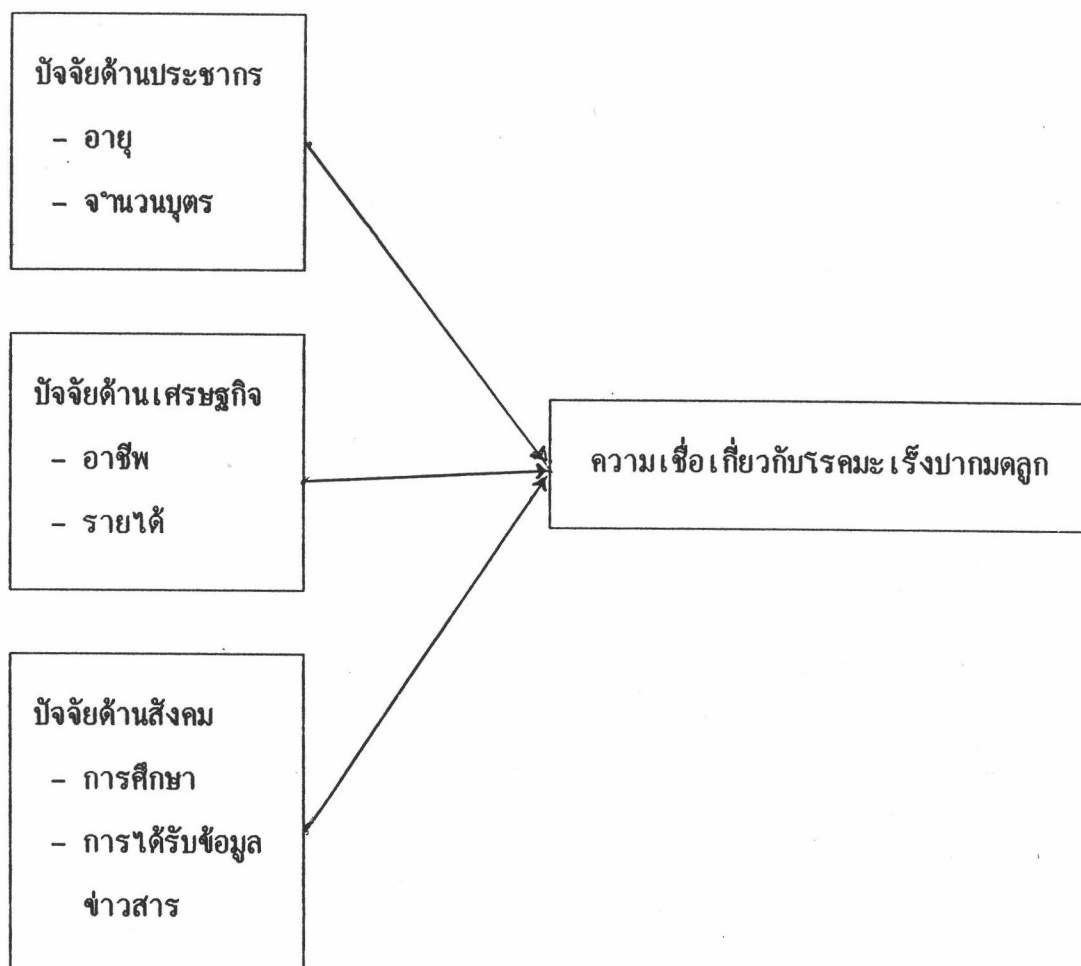 ปัจจัยด้านประชากร
- อายุ
- จำนวนบุตร
ปัจจัยด้านเศรษฐกิจ
- อาชีพ
- รายได้
ความเชื่อเกี่ยวกับโรคมะเร็งปากมดลูก
ปัจจัยด้านสังคม
- การศึกษา
- การได้รับข้อมูล
ข่าวสาร